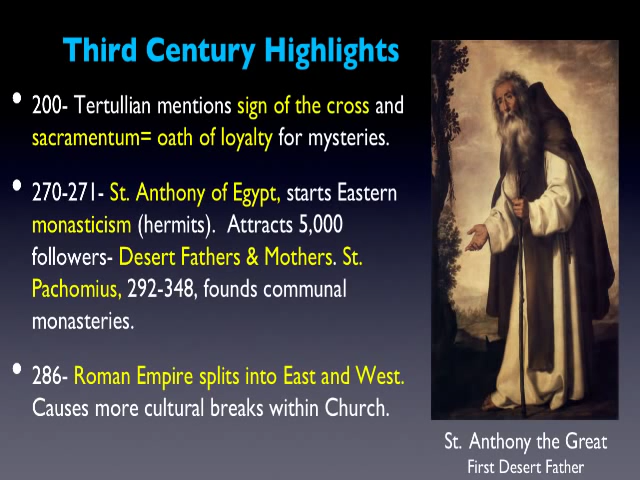 Third Century Highlights
• 200- Tertullian mentions sign of the cross and
sacramentum= oath of loyalty for mysteries.
• 270-271- St. Anthony of Egypt, starts Eastern
monasticism (hermits). Attracts 5,000
followers- Desert Fathers & Mothers. St.
Pachomius, 292-348, founds communal
monasteries.
• 286- Roman Empire splits into East and West.
Causes more cultural breaks within Church.
St. Anthony the Great
First Desert Father